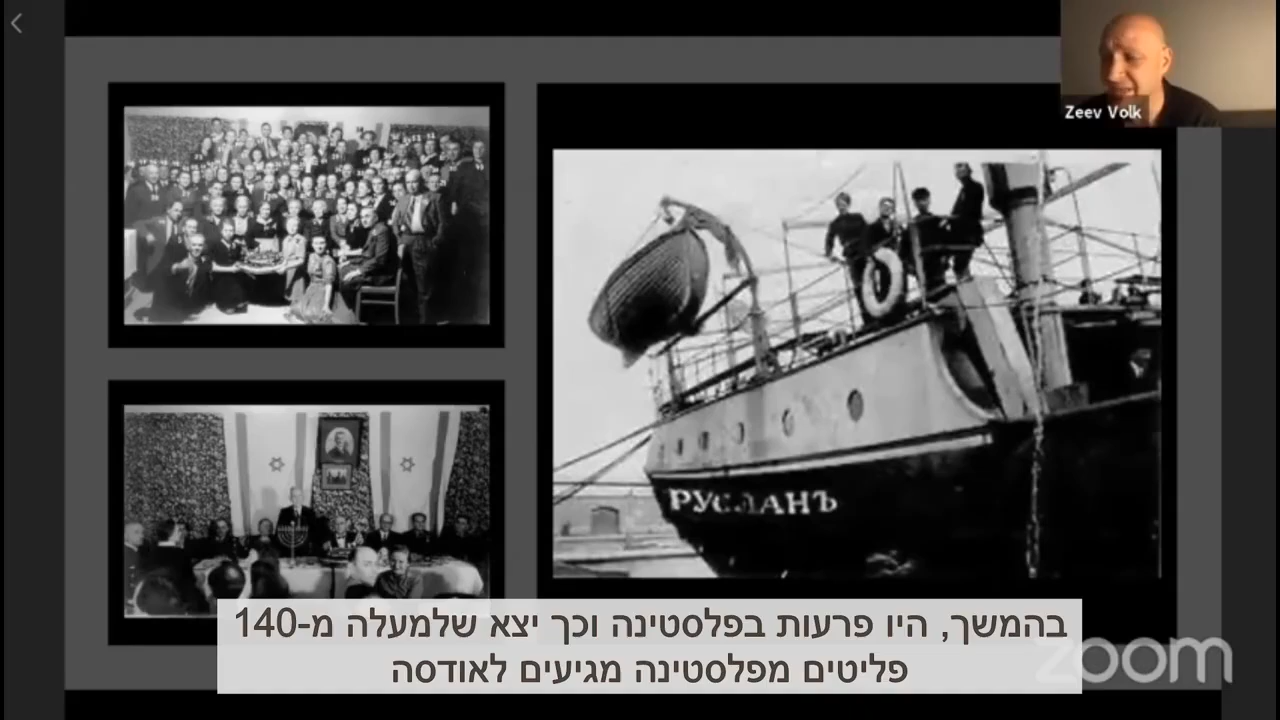 Zeev Volk
РУСЛАНЪ
בהמשך, היו פרעות בפלסטינה וכך יצא שלמעלה מ-140
פליטים מפלסטינה מגיעים לאודסה
zoom